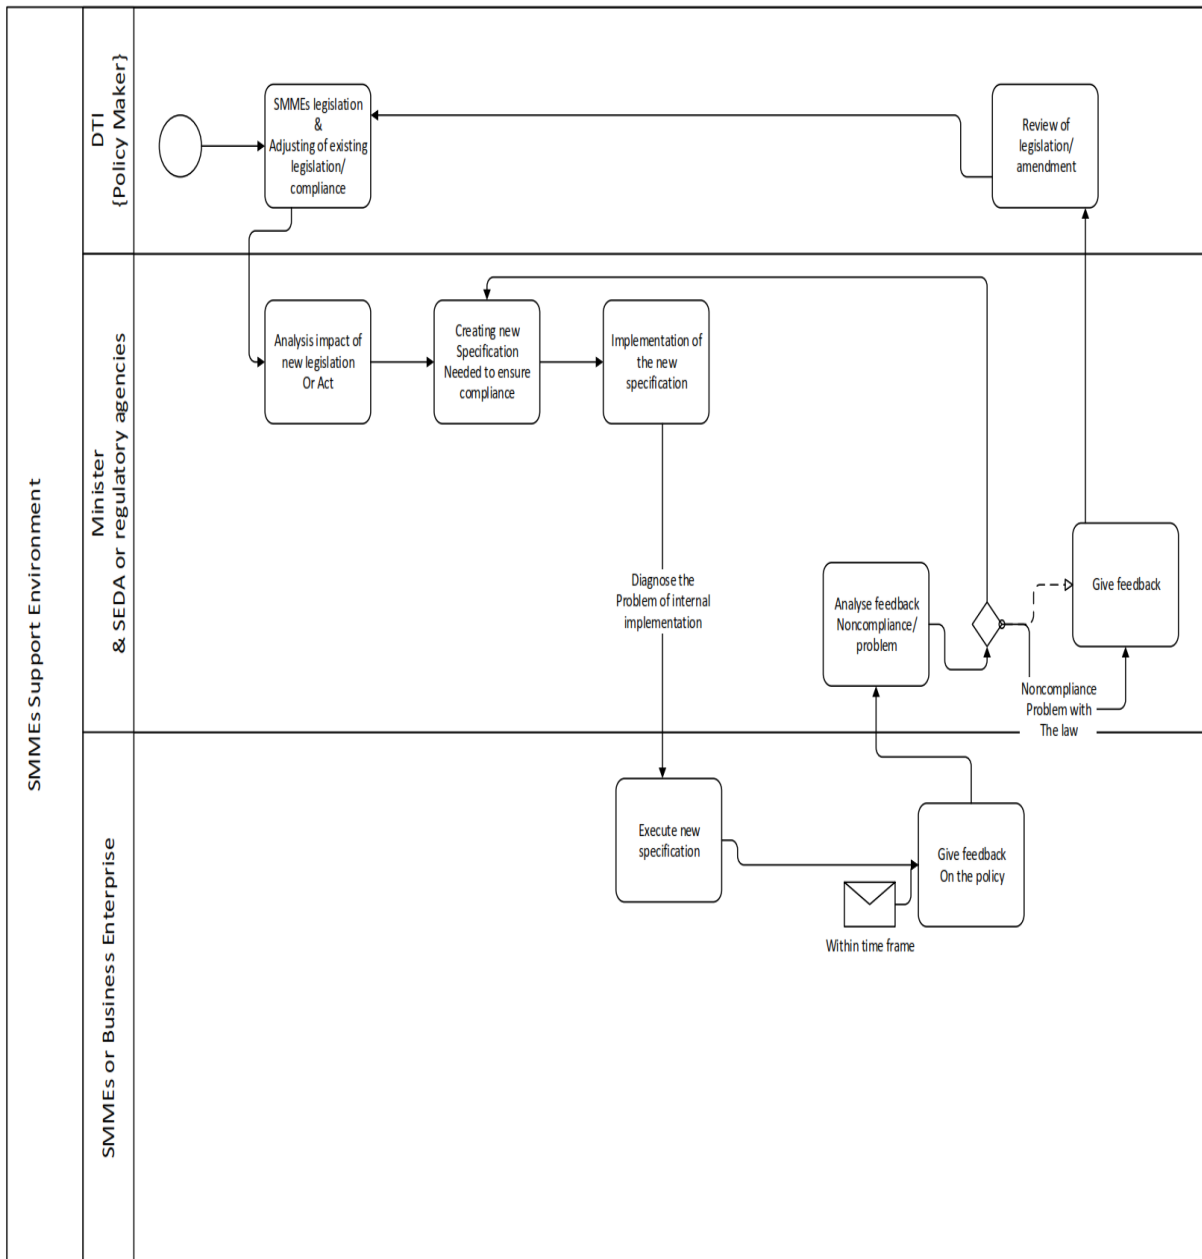 SMMEs Support Environment
DTI
{Policy Maker}
SMMEs legislation
&
Adjusting of existing
legislation/
compliance
Review of
legislation/
amendment
Minister
& SEDA or regulatory agencies
Analysis impact of
new legislation
Or Act
Creating new
Specification
Needed to ensure
compliance
Implementation of
the new
specification
Diagnose the
Problem of internal
implementation
Analyse feedback
Noncompliance/
problem
Give feedback
Noncompliance
Problem with
The law
SMMEs or Business Enterprise
Execute new
specification
Give feedback
On the policy
Within time frame